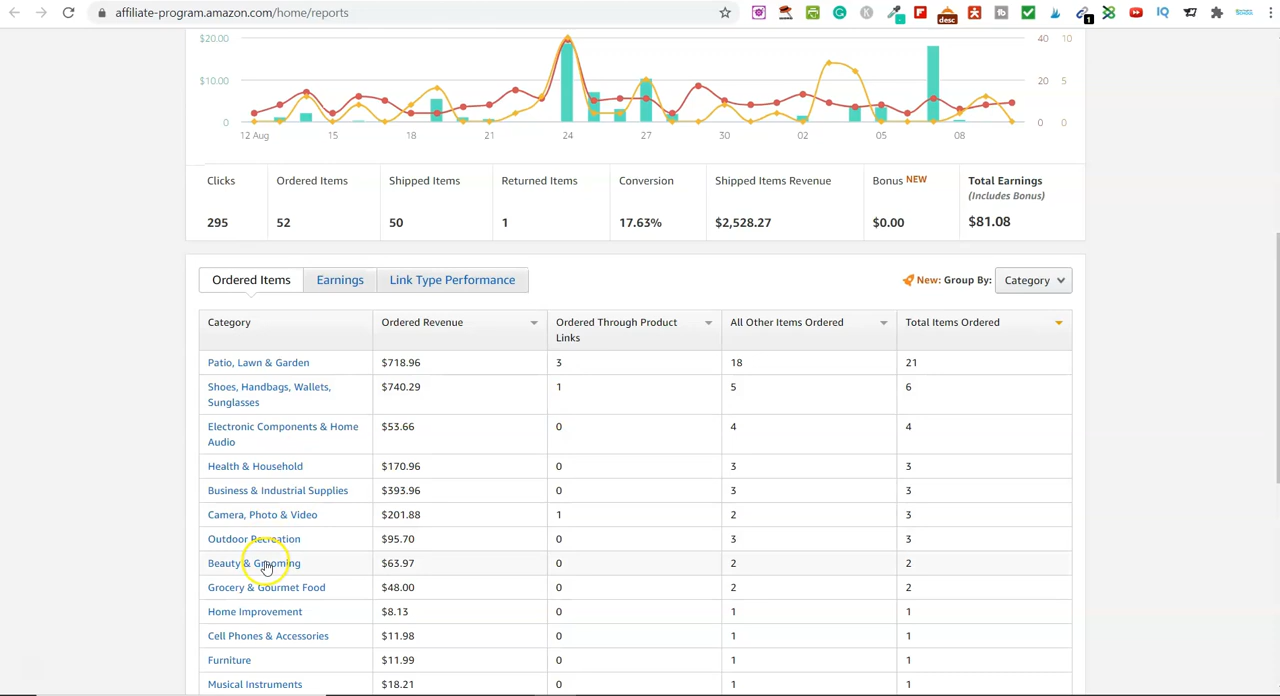 affiliate-program.amazon.com/home/reports
desc
1
$20.00 40 10
$10.00 20 5
0 0 0
12 Aug 15 18 21 24 27 30 02 05 08
Clicks Ordered Items Shipped Items Returned Items Conversion Shipped Items Revenue Bonus NEW Total Earnings
(Includes Bonus)
295 52 50 1 17.63% $2,528.27 $0.00 $81.08
Ordered Items Earnings Link Type Performance New: Group By: Category
Category Ordered Revenue Ordered Through Product All Other Items Ordered Total Items Ordered
Links
Patio, Lawn & Garden $718.96 3 18 21
Shoes, Handbags, Wallets, $740.29 1 5 6
Sunglasses
Electronic Components & Home $53.66 0 4 4
Audio
Health & Household $170.96 0 3 3
Business & Industrial Supplies $393.96 0 3 3
Camera, Photo & Video $201.88 1 2 3
Outdoor Recreation $95.70 0 3 3
Beauty & Grooming $63.97 0 2 2
Grocery & Gourmet Food $48.00 0 2 2
Home Improvement $8.13 0 1 1
Cell Phones & Accessories $11.98 0 1 1
Furniture $11.99 0 1 1
Musical Instruments $18.21 0 1 1